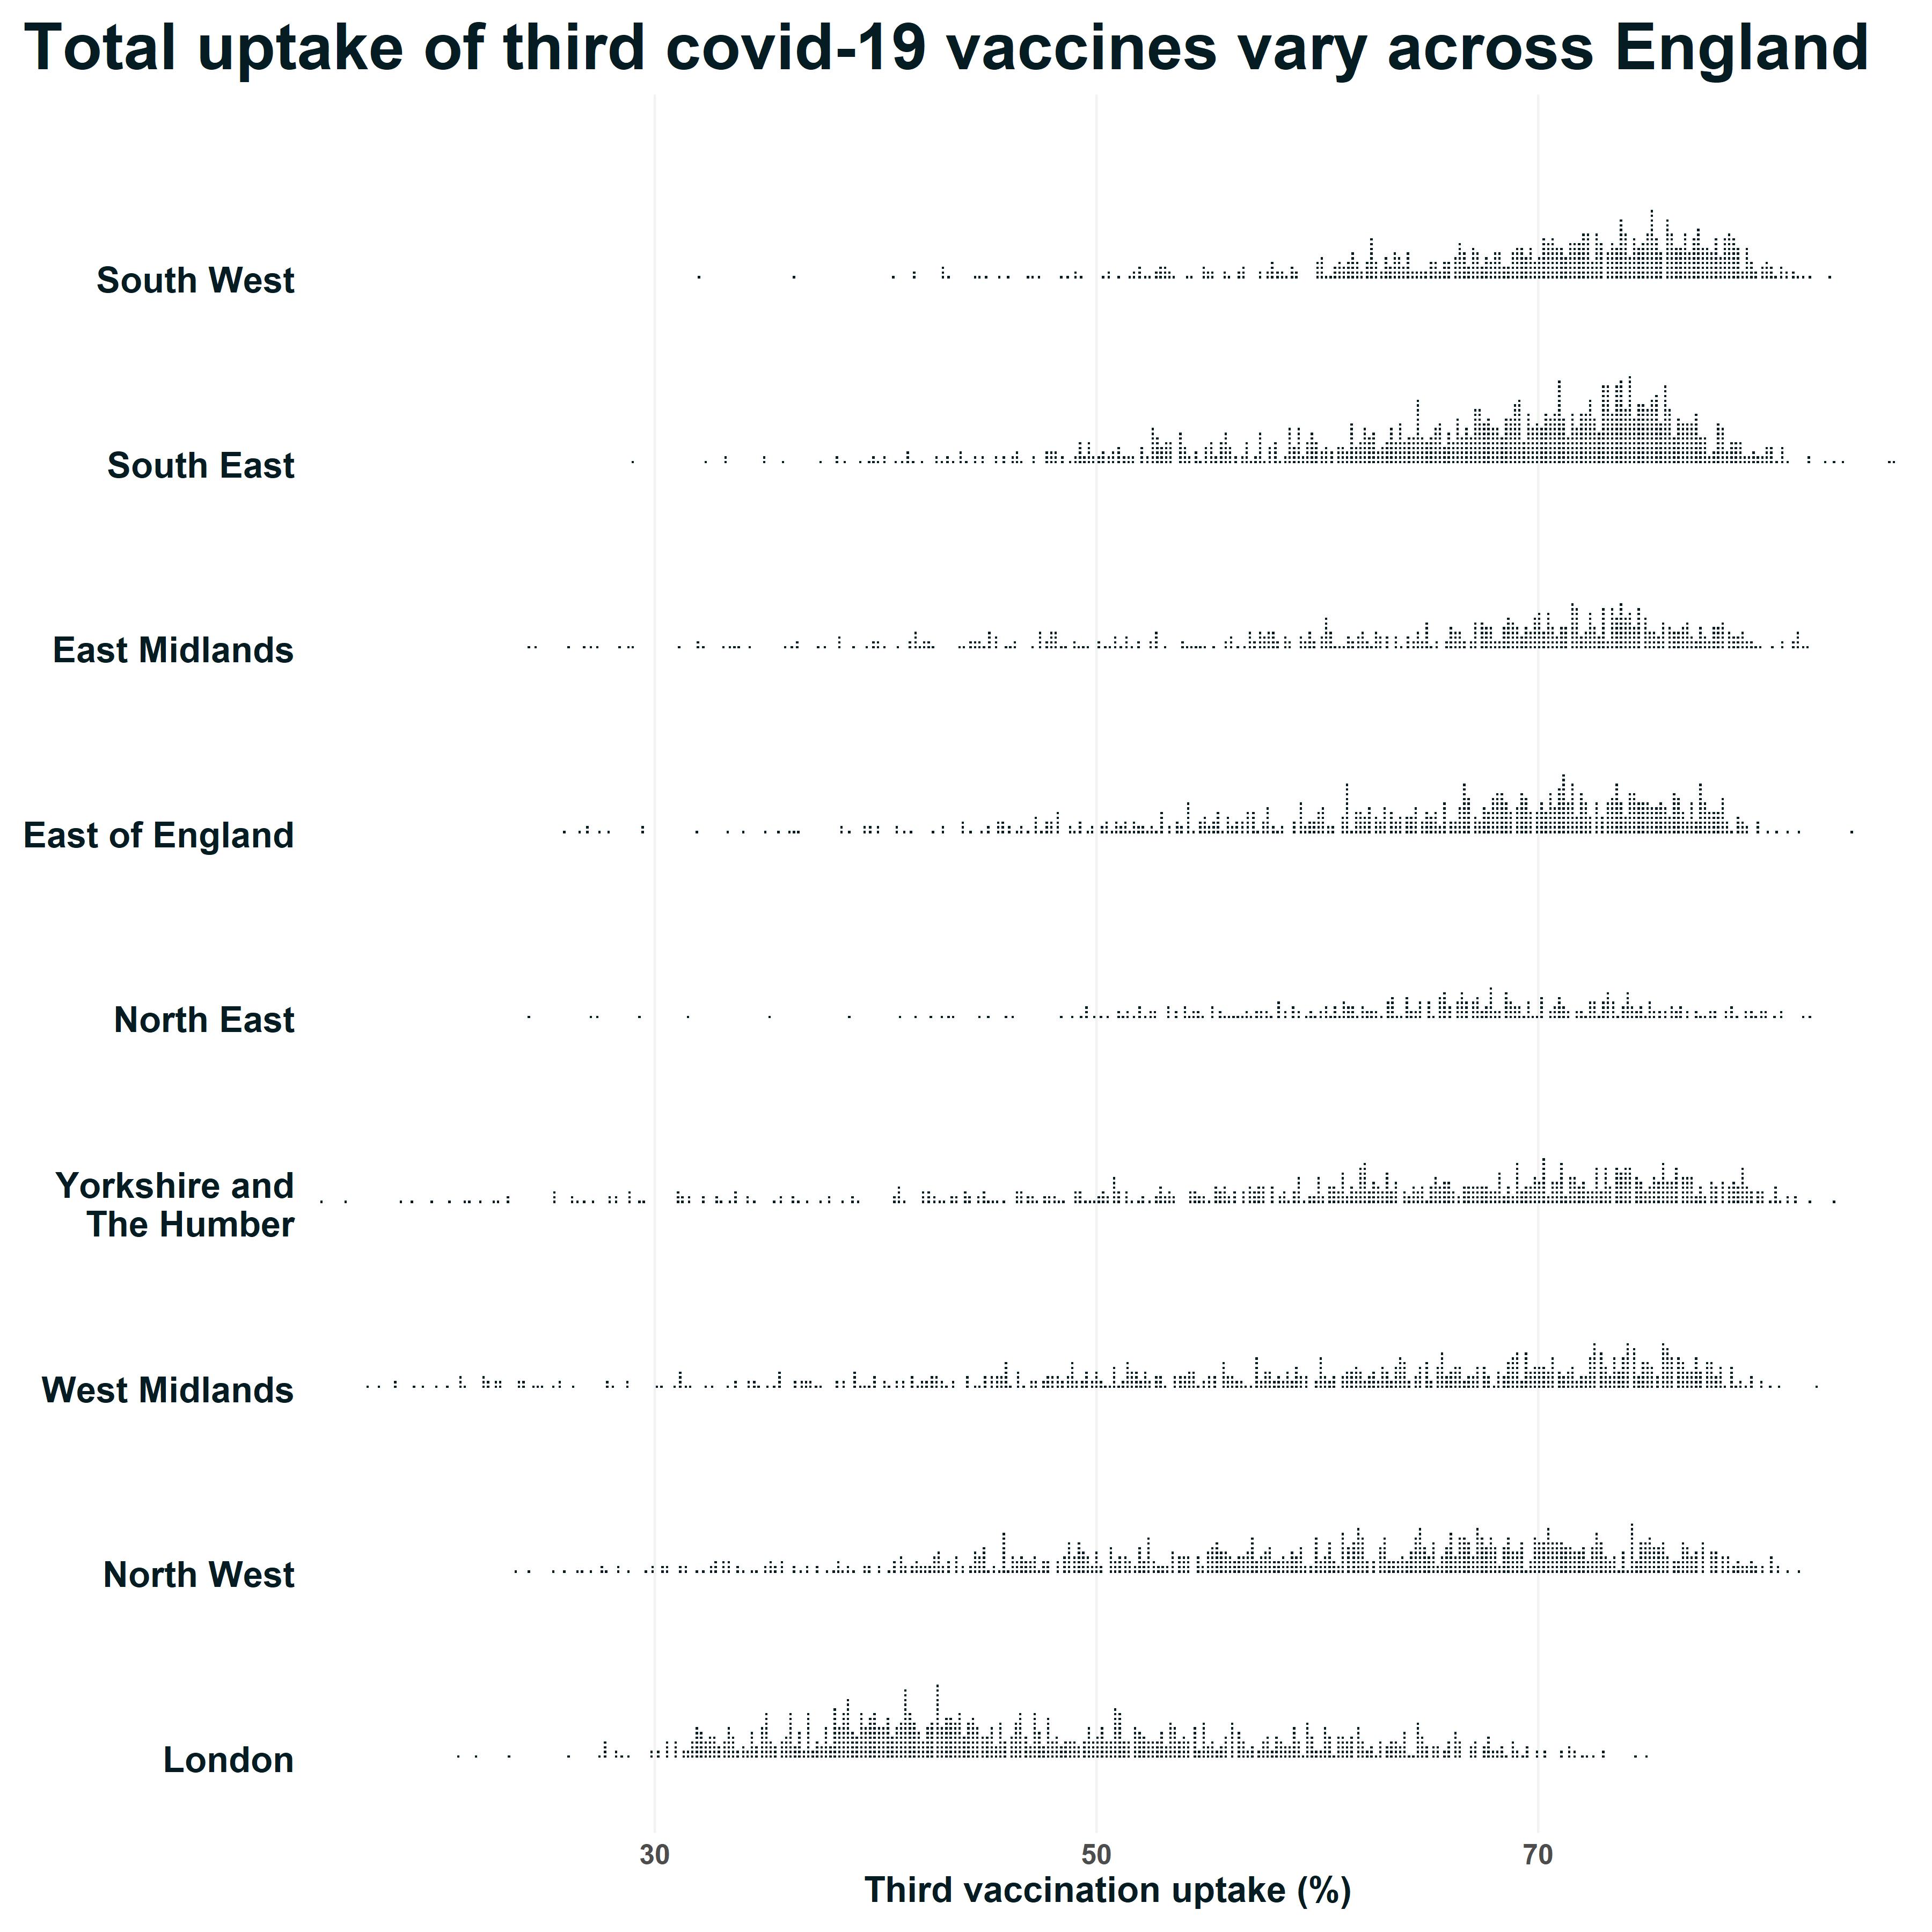 Total uptake of third covid-19 vaccines vary across England
South West
South East
East Midlands
East of England
North East
Yorkshire and
The Humber
West Midlands
North West
London
30
50
70
Third vaccination uptake (%)